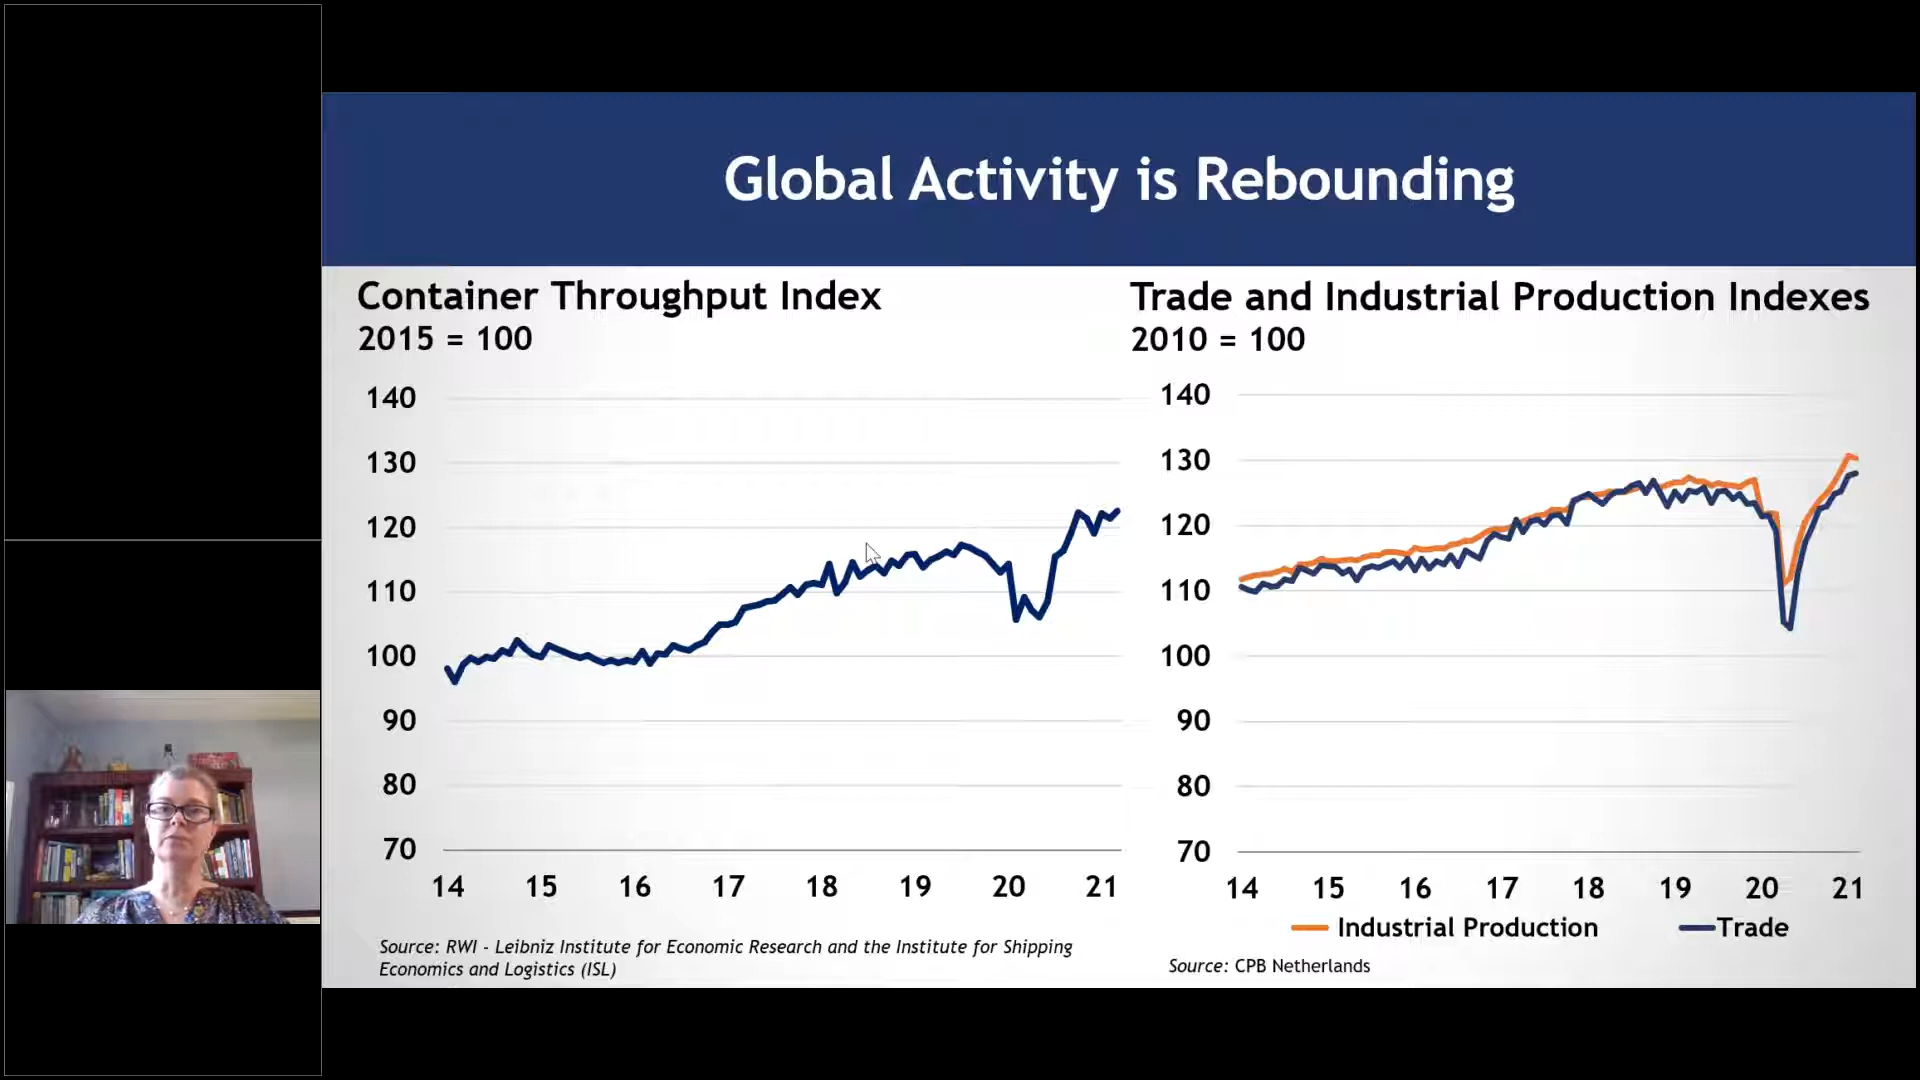 Global Activity is Rebounding
Container Throughput Index
2015 = 100
140
130
120
110
100
90
80
70
14 15 16 17 18 19 20 21
Source: RWI - Leibniz Institute for Economic Research and the Institute for Shipping
Economics and Logistics (ISL)
Trade and Industrial Production Indexes
2010 = 100
140
130
120
110
100
90
80
70
14 15 16 17 18 19 20 21
Industrial Production Trade
Source: CPB Netherlands